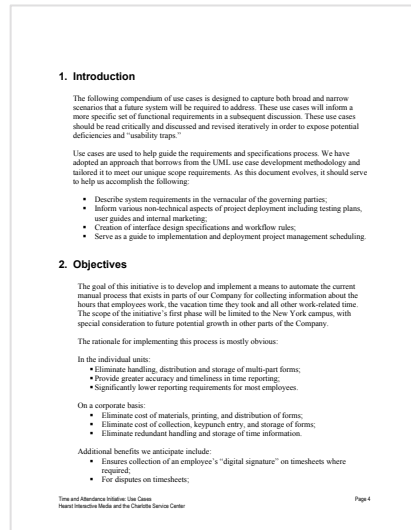 1. Introduction
The following compendium of use cases is designed to capture both broad and narrow
scenarios that a future system will be required to address. These use cases will inform a
more specific set of functional requirements in a subsequent discussion. These use cases
should be read critically and discussed and revised iteratively in order to expose potential
deficiencies and “usability traps.”
Use cases are used to help guide the requirements and specifications process. We have
adopted an approach that borrows from the UML use case development methodology and
tailored it to meet our unique scope requirements. As this document evolves, it should serve
to help us accomplish the following:
▪ Describe system requirements in the vernacular of the governing parties;
▪ Inform various non-technical aspects of project deployment including testing plans,
user guides and internal marketing;
▪ Creation of interface design specifications and workflow rules;
▪ Serve as a guide to implementation and deployment project management scheduling.
2. Objectives
The goal of this initiative is to develop and implement a means to automate the current
manual process that exists in parts of our Company for collecting information about the
hours that employees work, the vacation time they took and all other work-related time.
The scope of the initiative’s first phase will be limited to the New York campus, with
special consideration to future potential growth in other parts of the Company.
The rationale for implementing this process is mostly obvious:
In the individual units:
▪ Eliminate handling, distribution and storage of multi-part forms;
▪ Provide greater accuracy and timeliness in time reporting;
▪ Significantly lower reporting requirements for most employees.
On a corporate basis:
▪ Eliminate cost of materials, printing, and distribution of forms;
▪ Eliminate cost of collection, keypunch entry, and storage of forms;
▪ Eliminate redundant handling and storage of time information.
Additional benefits we anticipate include:
▪ Ensures collection of an employee’s “digital signature” on timesheets where
required;
▪ For disputes on timesheets;
Time and Attendance Initiative: Use Cases Page 4
Hearst Interactive Media and the Charlotte Service Center